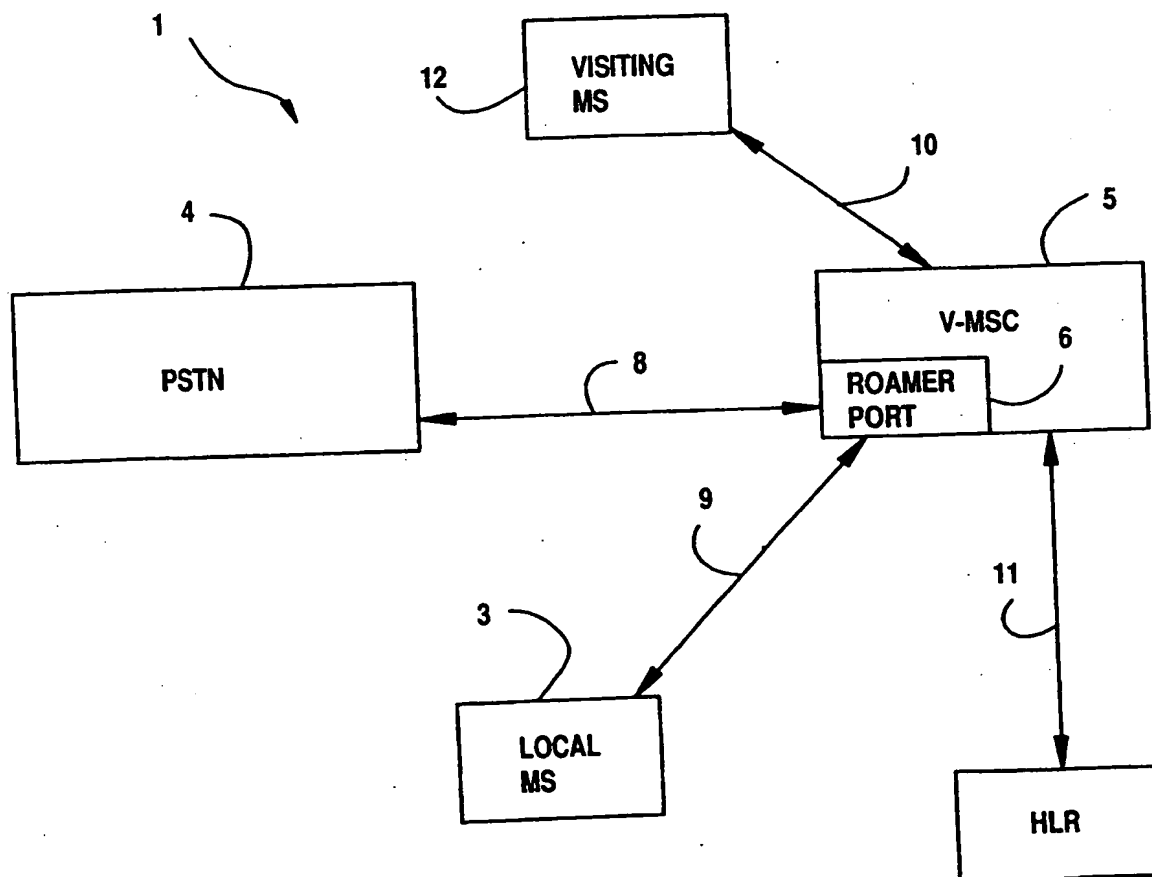 1
12
VISITING
MS
10
4
5
V-MSC
PSTN
8
6
ROAMER
PORT
9
3
11
LOCAL
MS
HLR